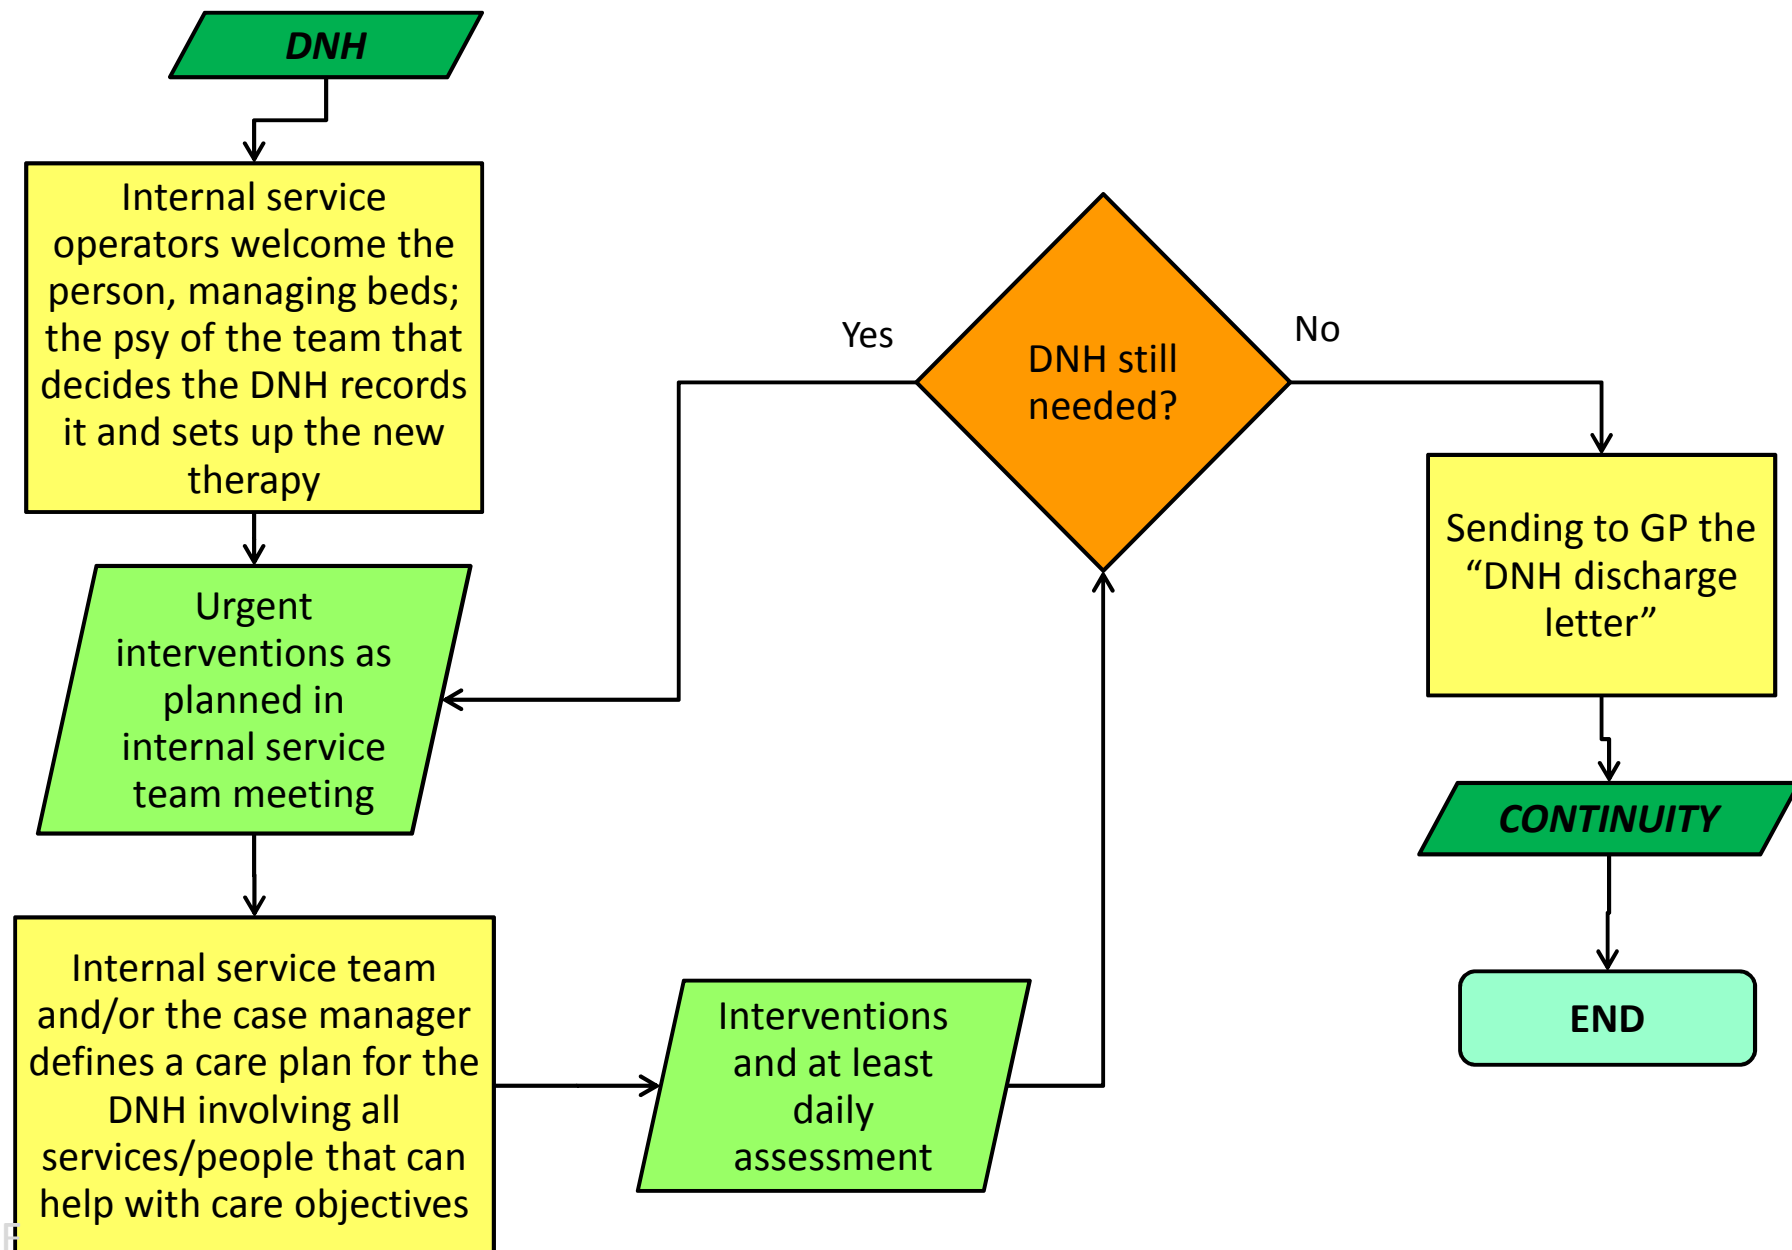 DNH
Internal service
operators welcome the
person, managing beds;
the psy of the team that
decides the DNH records
it and sets up the new
therapy
Urgent
interventions as
planned in
internal service
team meeting
Internal service team
and/or the case manager
defines a care plan for the
DNH involving all
services/people that can
help with care objectives
Interventions
and at least
daily
assessment
Yes
DNH still
needed?
No
Sending to GP the
“DNH discharge
letter”
CONTINUITY
END